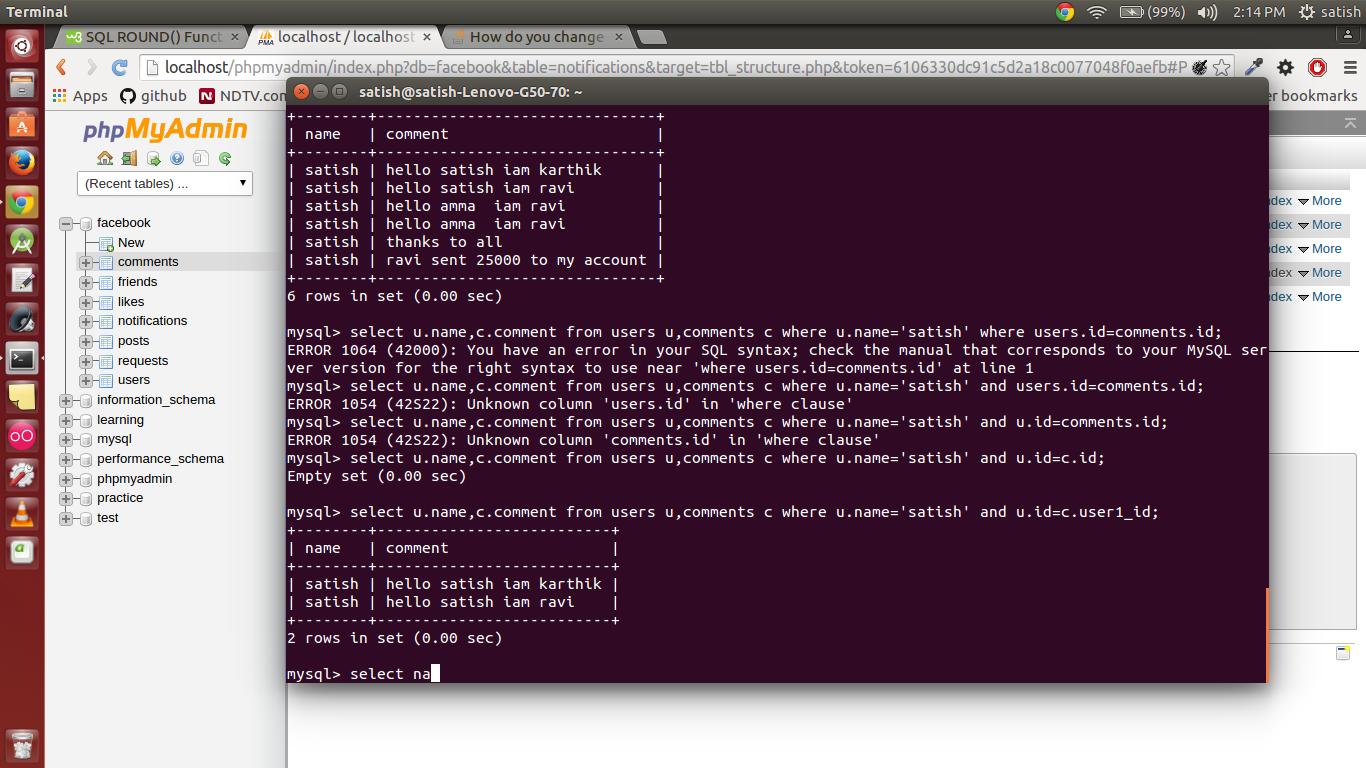 Terminal
(99%) 2:14 PM satish
SQL ROUND() Funct
localhost / localhost
How do you change
localhost/phpmyadmin/index.php?db=facebook&table=notifications&target=tbl_structure.php&token=6106330dc91c5d2a18c0077048f0aefb#P
Apps github NDTV.con er bookmarks
phpMyAdmin
(Recent tables) ...
facebook
New
comments
friends
likes
notifications
posts
requests
users
information_schema
learning
mysql
performance_schema
phpmyadmin
practice
test
satish@satish-Lenovo-G50-70: ~
+--------+-------------------------------+
| name   | comment                       |
+--------+-------------------------------+
| satish | hello satish iam karthik      |
| satish | hello satish iam ravi         |
| satish | hello amma  iam ravi          |
| satish | hello amma  iam ravi          |
| satish | thanks to all                 |
| satish | ravi sent 25000 to my account |
+--------+-------------------------------+
6 rows in set (0.00 sec)
mysql> select u.name,c.comment from users u,comments c where u.name='satish' where users.id=comments.id;
ERROR 1064 (42000): You have an error in your SQL syntax; check the manual that corresponds to your MySQL ser
ver version for the right syntax to use near 'where users.id=comments.id' at line 1
mysql> select u.name,c.comment from users u,comments c where u.name='satish' and users.id=comments.id;
ERROR 1054 (42S22): Unknown column 'users.id' in 'where clause'
mysql> select u.name,c.comment from users u,comments c where u.name='satish' and u.id=comments.id;
ERROR 1054 (42S22): Unknown column 'comments.id' in 'where clause'
mysql> select u.name,c.comment from users u,comments c where u.name='satish' and u.id=c.id;
Empty set (0.00 sec)
mysql> select u.name,c.comment from users u,comments c where u.name='satish' and u.id=c.user1_id;
+--------+--------------------------+
| name   | comment                  |
+--------+--------------------------+
| satish | hello satish iam karthik |
| satish | hello satish iam ravi    |
+--------+--------------------------+
2 rows in set (0.00 sec)
mysql> select na
ndex More
ndex More
ndex More
ndex More
ndex More